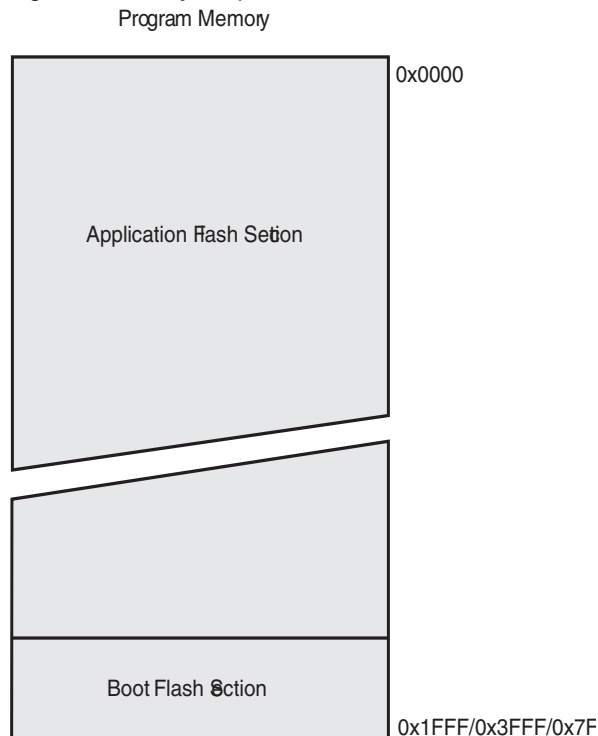 Program Memory
0x0000
Application Flash Section
Boot Flash Section
0x1FFF/0x3FFF/0x7F